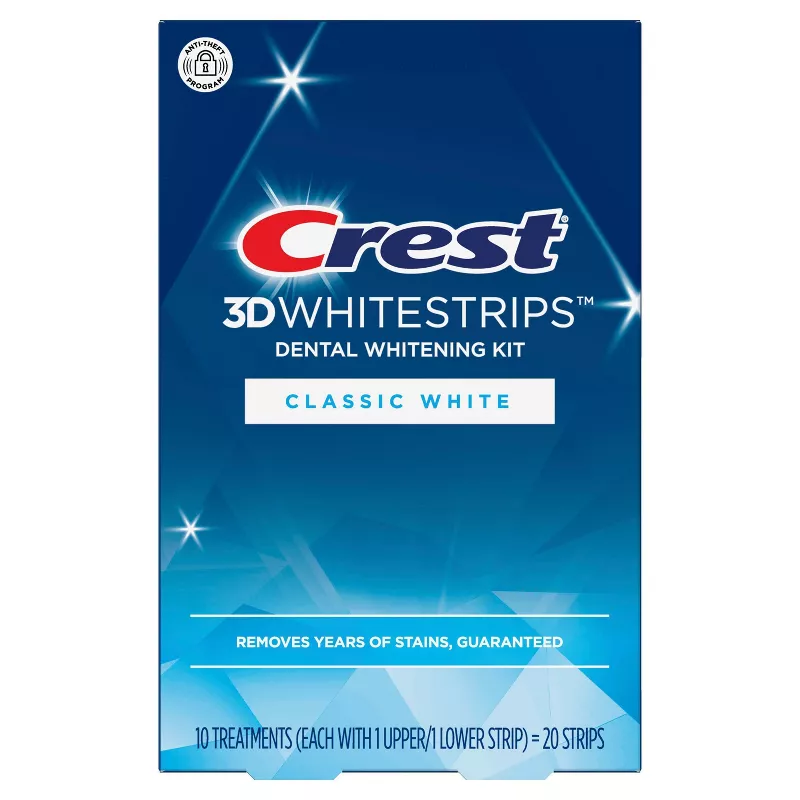 ANTI-THEFT
PROGRAM
Crest®
3DWHITESTRIPS™
DENTAL WHITENING KIT
CLASSIC WHITE
REMOVES YEARS OF STAINS, GUARANTEED
10 TREATMENTS (EACH WITH 1 UPPER/1 LOWER STRIP) = 20 STRIPS